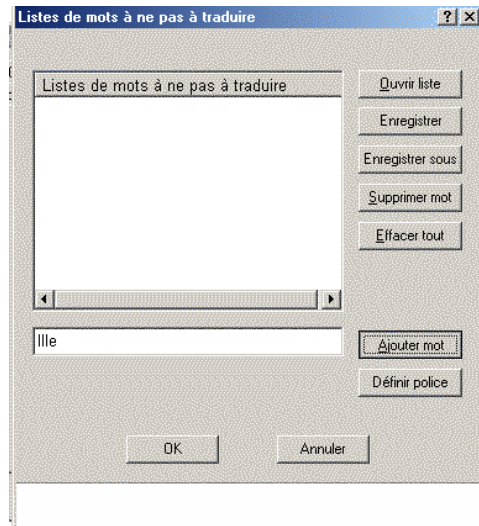 Listes de mots à ne pas à traduire
Listes de mots à ne pas à traduire
Ouvrir liste
Enregistrer
Enregistrer sous
Supprimer mot
Effacer tout
Ille
Ajouter mot
Définir police
OK
Annuler